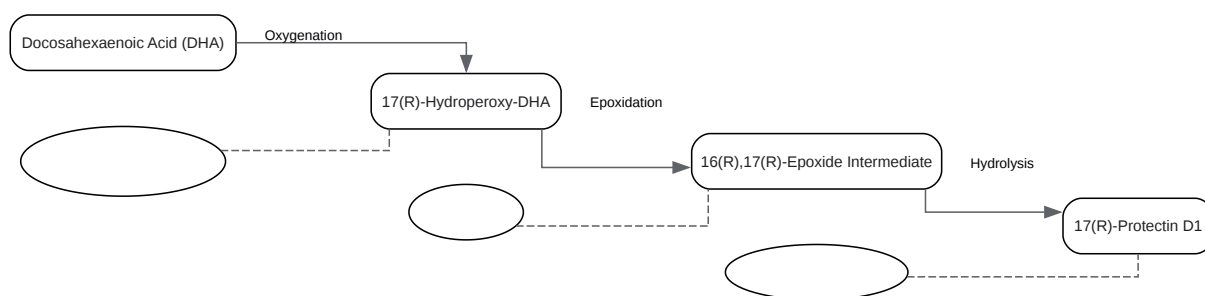 Docosahexaenoic Acid (DHA)
Oxygenation
17(R)-Hydroperoxy-DHA
Epoxidation
16(R),17(R)-Epoxide Intermediate
Hydrolysis
17(R)-Protectin D1